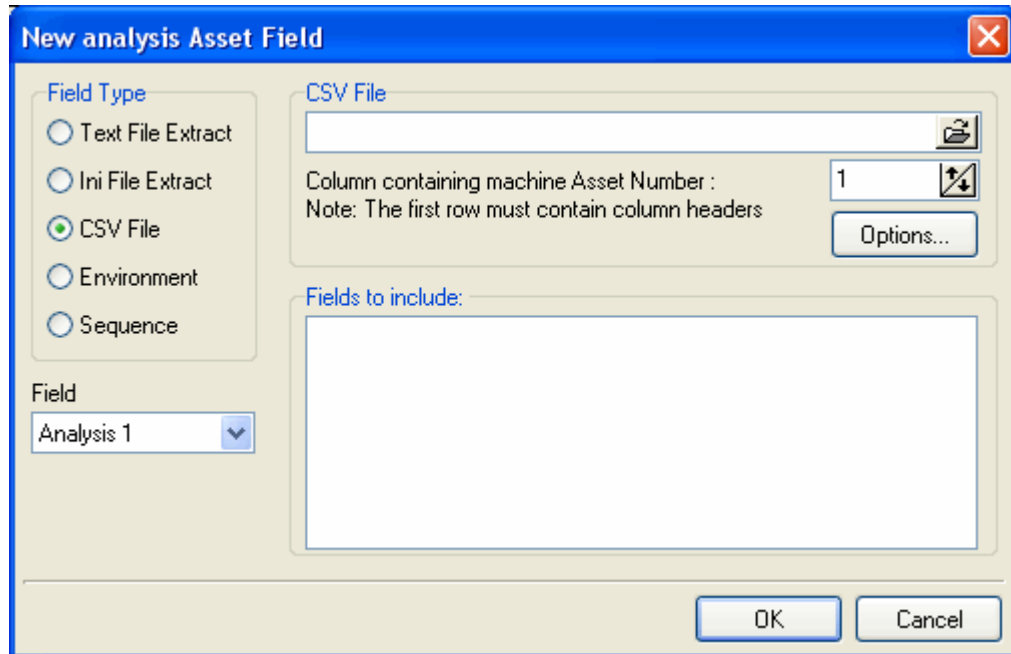 New analysis Asset Field
Field Type
Text File Extract
Ini File Extract
CSV File
Environment
Sequence
Field
Analysis 1
CSV File
Column containing machine Asset Number :
1
Note: The first row must contain column headers
Options...
Fields to include:
OK
Cancel